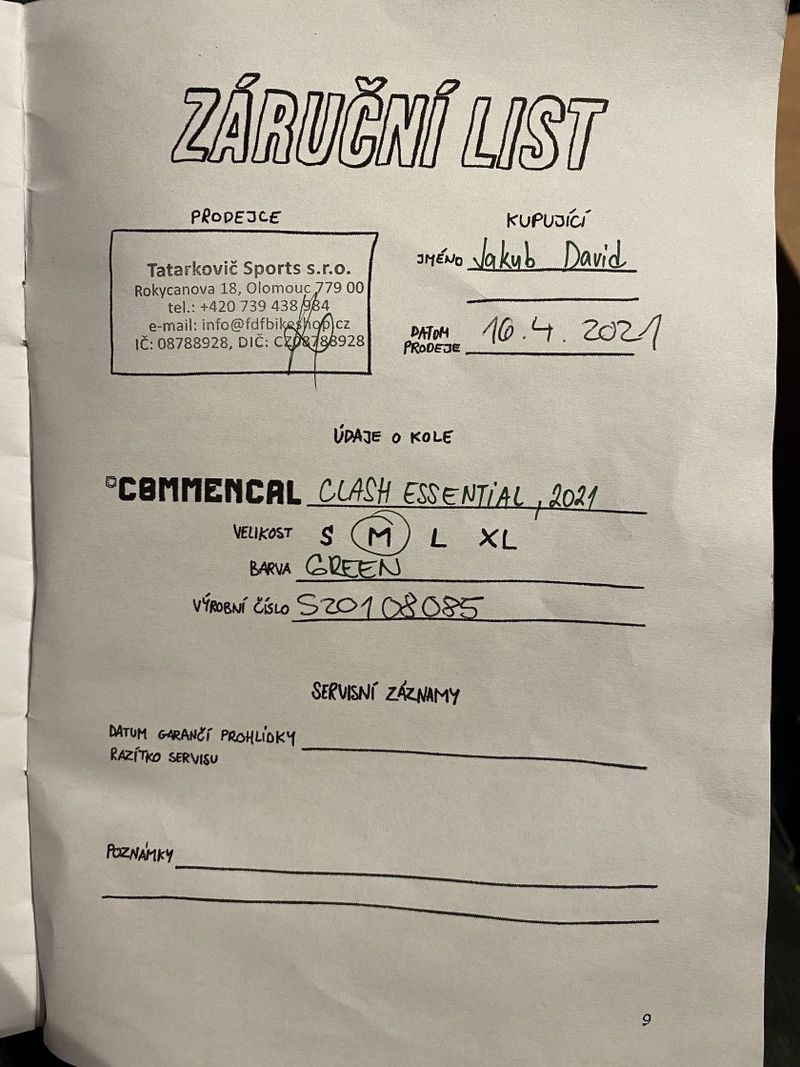 ZÁRUČNÍ LIST
PRODEJCE
Tatarkovič Sports s.r.o.
Rokycanova 18, Olomouc 779 00
tel.: +420 739 438 984
e-mail: info@fdfbikeshop.cz
IČ: 08788928, DIČ: CZ08788928
KUPUJÍCÍ
JMÉNO Jakub David
DATUM PRODEJE 16.4.2021
ÚDAJE O KOLE
COMMENCAL CLASH ESSENTIAL, 2021
VELIKOST S M L XL
BARVA GREEN
VÝROBNÍ ČÍSLO S20108085
SERVISNÍ ZÁZNAMY
DATUM GARANČÍ PROHLÍDKY
RAZÍTKO SERVISU
POZNÁMKY
9